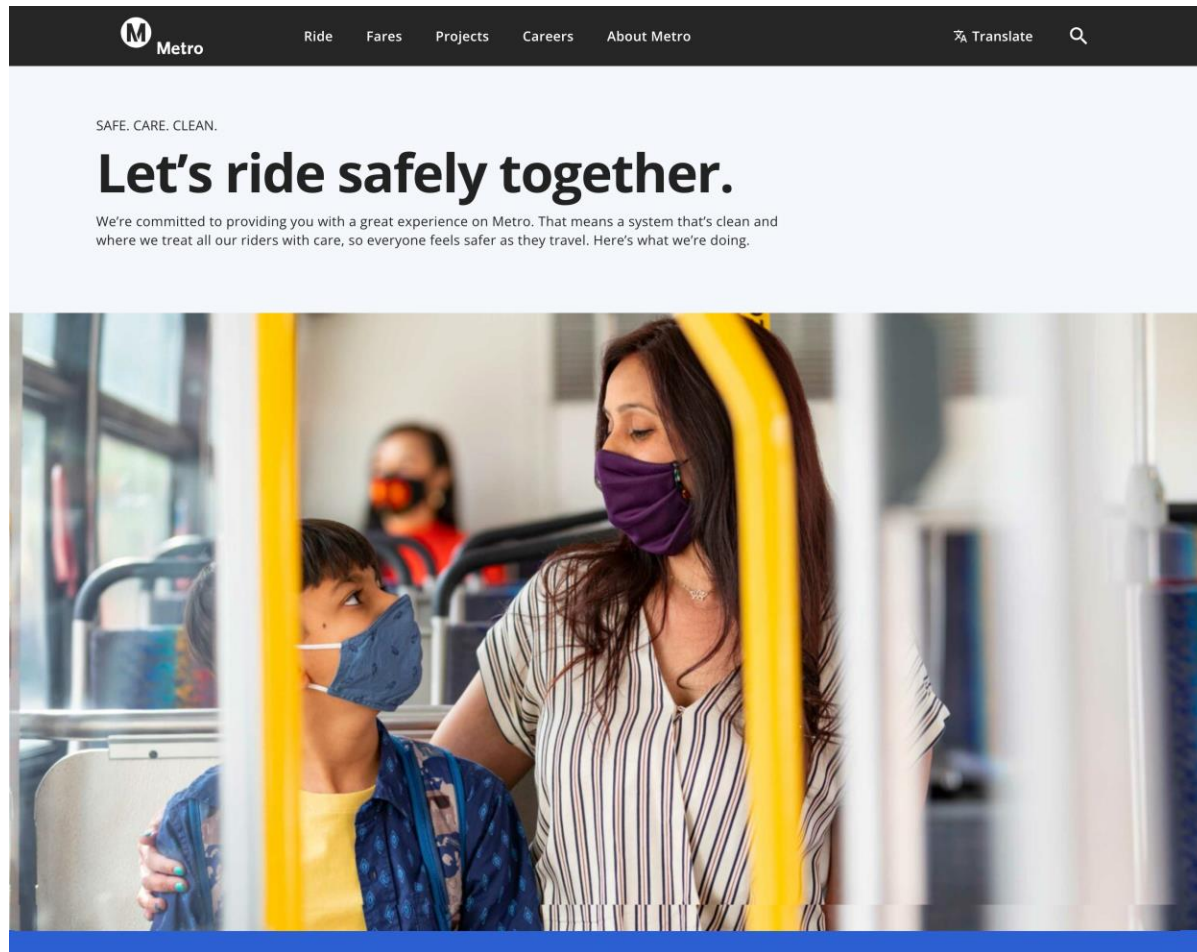 M Metro
Ride Fares Projects Careers About Metro
Translate
SAFE. CARE. CLEAN.
Let’s ride safely together.
We’re committed to providing you with a great experience on Metro. That means a system that’s clean and
where we treat all our riders with care, so everyone feels safer as they travel. Here’s what we’re doing.